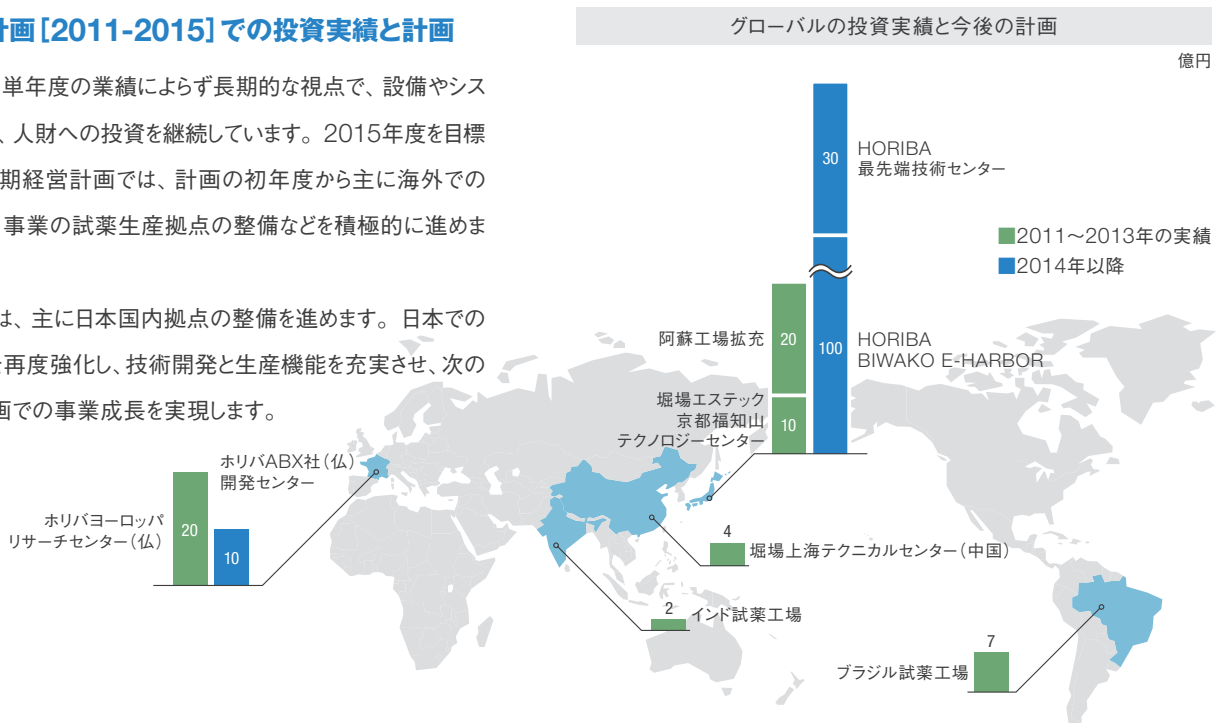 計画［2011-2015］での投資実績と計画
単年度の業績によらず長期的な視点で、設備やシス
、人財への投資を継続しています。2015年度を目標
期経営計画では、計画の初年度から主に海外での
事業の試薬生産拠点の整備などを積極的に進めま
は、主に日本国内拠点の整備を進めます。日本での
再度強化し、技術開発と生産機能を充実させ、次の
画での事業成長を実現します。
グローバルの投資実績と今後の計画
億円
30
HORIBA
最先端技術センター
■2011〜2013年の実績
■2014年以降
阿蘇工場拡充
20
100
HORIBA
BIWAKO E-HARBOR
堀場エステック
京都福知山
テクノロジーセンター
10
ホリバABX社（仏）
開発センター
ホリバヨーロッパ
リサーチセンター（仏）
20
10
4
堀場上海テクニカルセンター（中国）
2
インド試薬工場
7
ブラジル試薬工場